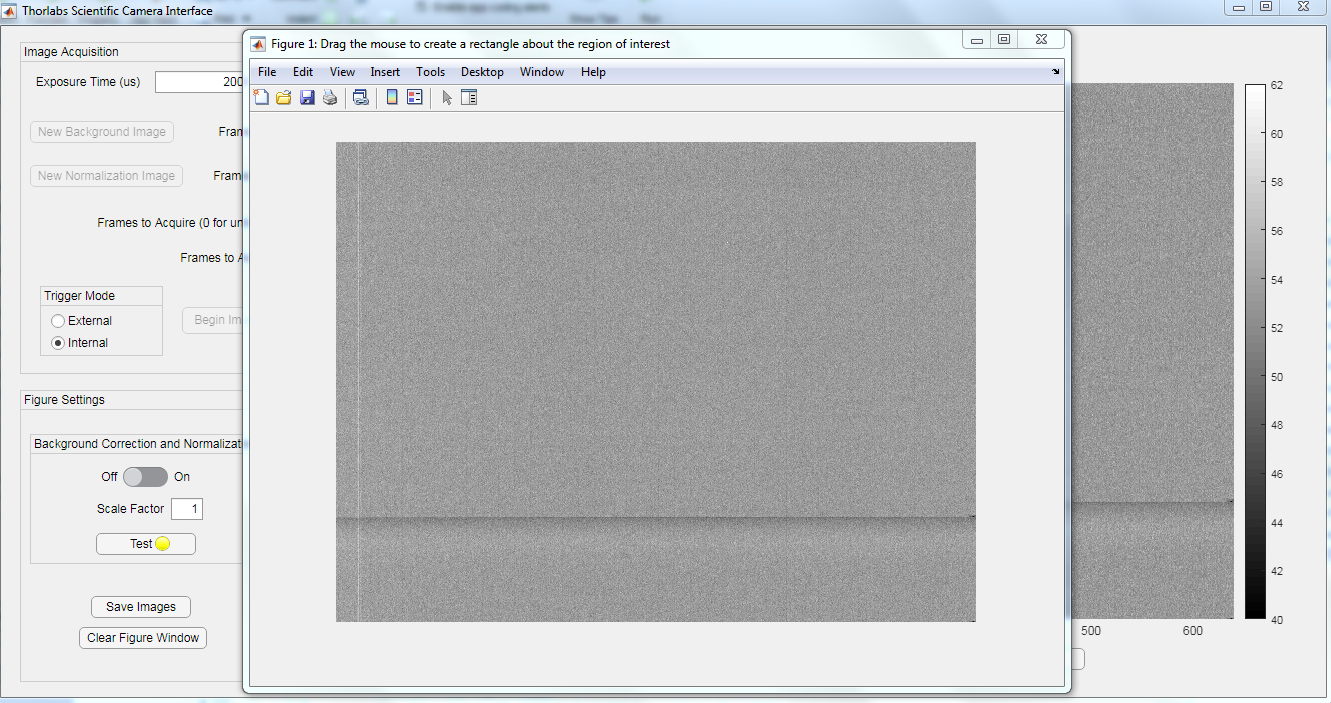 Thorlabs Scientific Camera Interface
Figure 1: Drag the mouse to create a rectangle about the region of interest
File Edit View Insert Tools Desktop Window Help
Image Acquisition
Exposure Time (us) 200
New Background Image
New Normalization Image
Frames to Acquire (0 for
Frames to
Trigger Mode
External
Internal
Begin
Figure Settings
Background Correction and
Off On
Scale Factor 1
Test
Save Images
Clear Figure Window
62
60
58
56
54
52
50
48
46
44
42
40
500 600